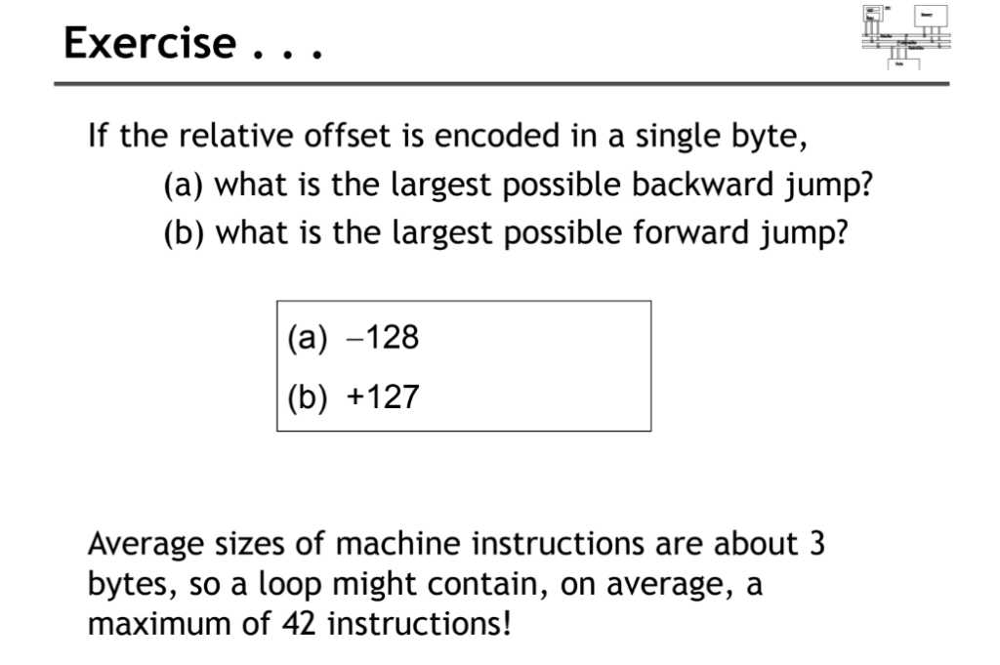 Exercise . . .
If the relative offset is encoded in a single byte,
(a) what is the largest possible backward jump?
(b) what is the largest possible forward jump?
(a) –128
(b) +127
Average sizes of machine instructions are about 3
bytes, so a loop might contain, on average, a
maximum of 42 instructions!